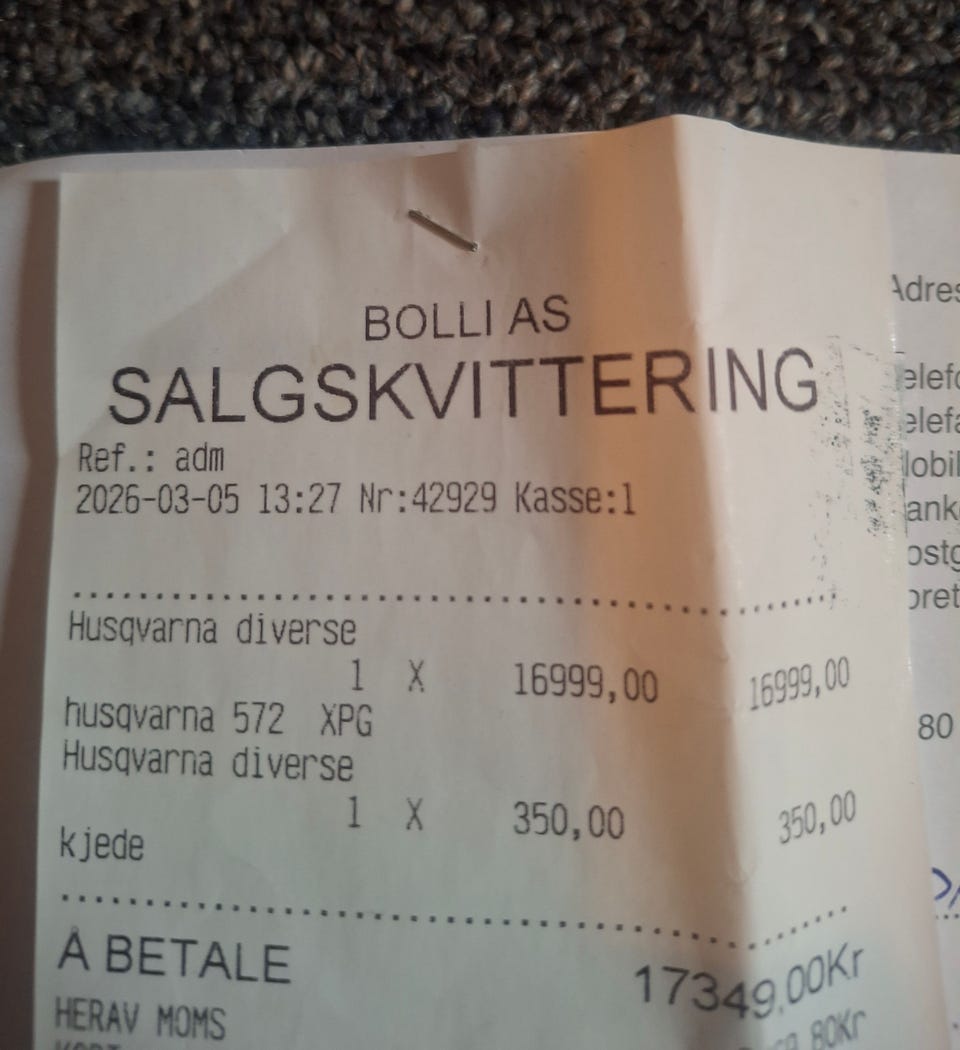 BOLLI AS
SALGSKVITTERING
Ref.: adm
2026-03-05 13:27 Nr:42929 Kasse:1
Husqvarna diverse
1 X 16999,00 16999,00
husqvarna 572 XPG
Husqvarna diverse
1 X 350,00 350,00
kjede
Å BETALE 17349,00Kr
HERAV MOMS
80